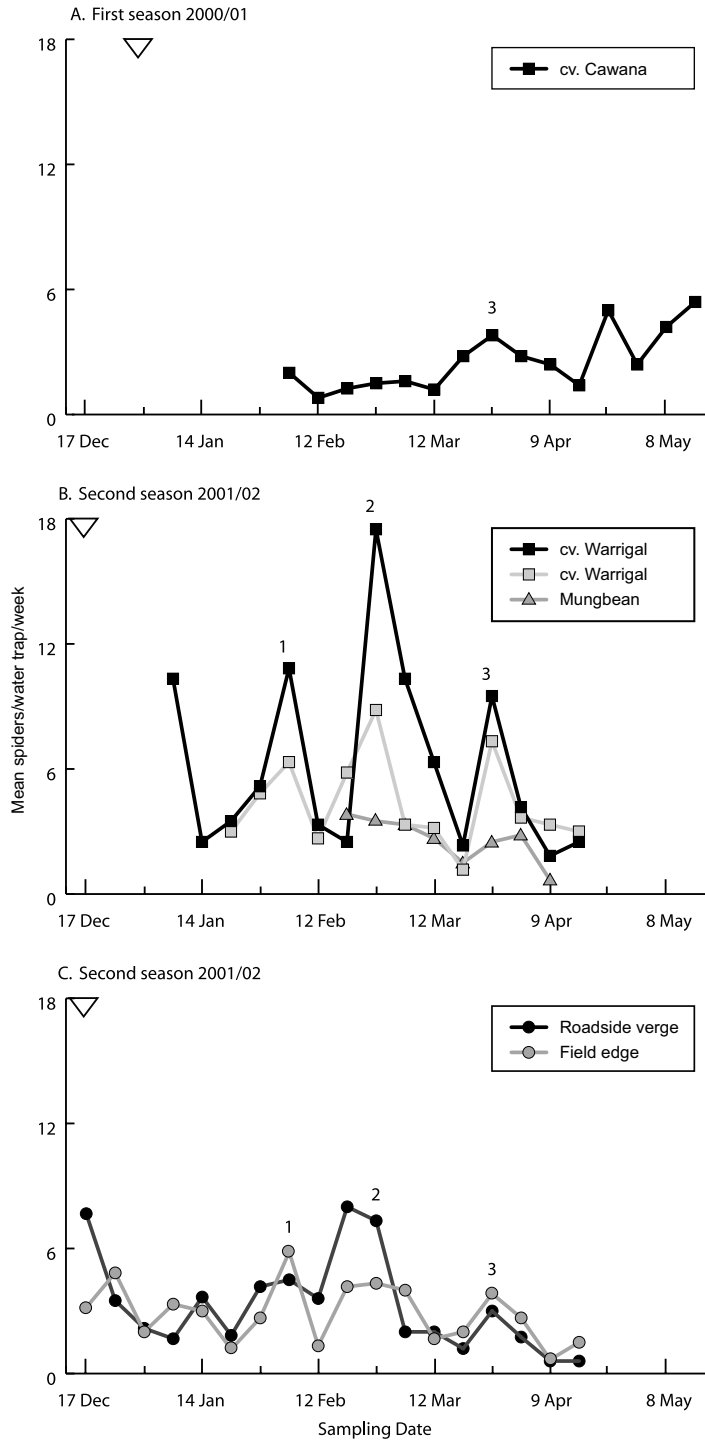 A. First season 2000/01
18
12
6
0
cv. Cawana
3
17 Dec 14 Jan 12 Feb 12 Mar 9 Apr 8 May
B. Second season 2001/02
18
12
6
0
cv. Warrigal
cv. Warrigal
Mungbean
1
2
3
17 Dec 14 Jan 12 Feb 12 Mar 9 Apr 8 May
Mean spiders/water trap/week
C. Second season 2001/02
18
12
6
0
Roadside verge
Field edge
1
2
3
17 Dec 14 Jan 12 Feb 12 Mar 9 Apr 8 May
Sampling Date